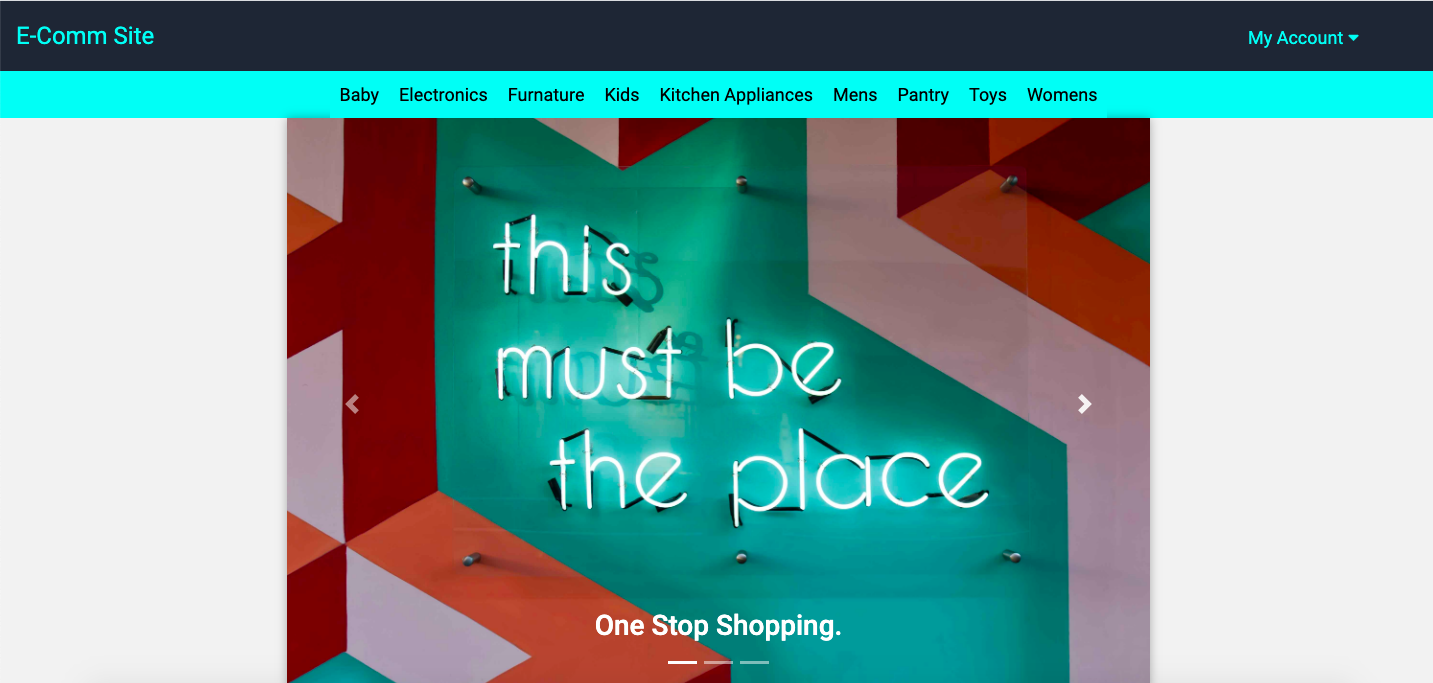 E-Comm Site
My Account
Baby Electronics Furnature Kids Kitchen Appliances Mens Pantry Toys Womens
this
must be
the place
One Stop Shopping.